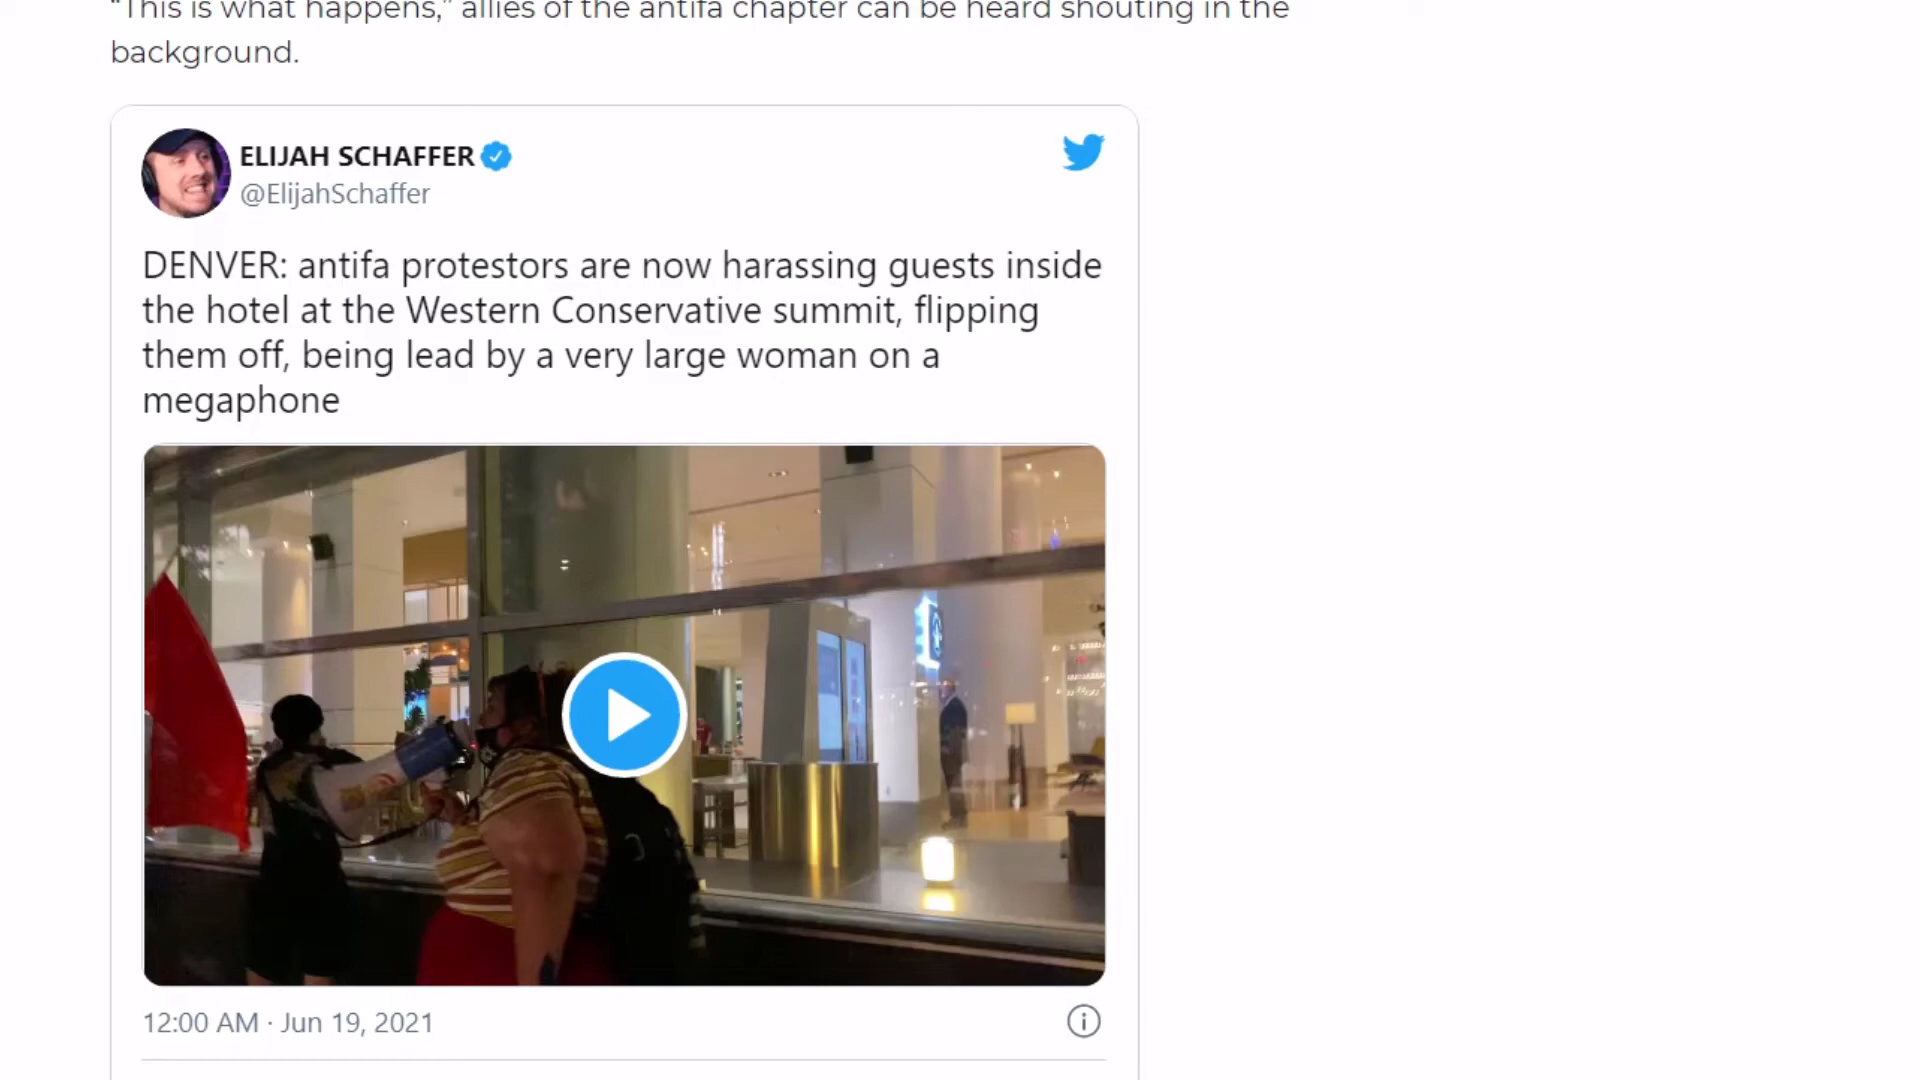 “This is what happens,” allies of the antifa chapter can be heard shouting in the
background.
ELIJAH SCHAFFER
@ElijahSchaffer
DENVER: antifa protestors are now harassing guests inside
the hotel at the Western Conservative summit, flipping
them off, being lead by a very large woman on a
megaphone
12:00 AM · Jun 19, 2021